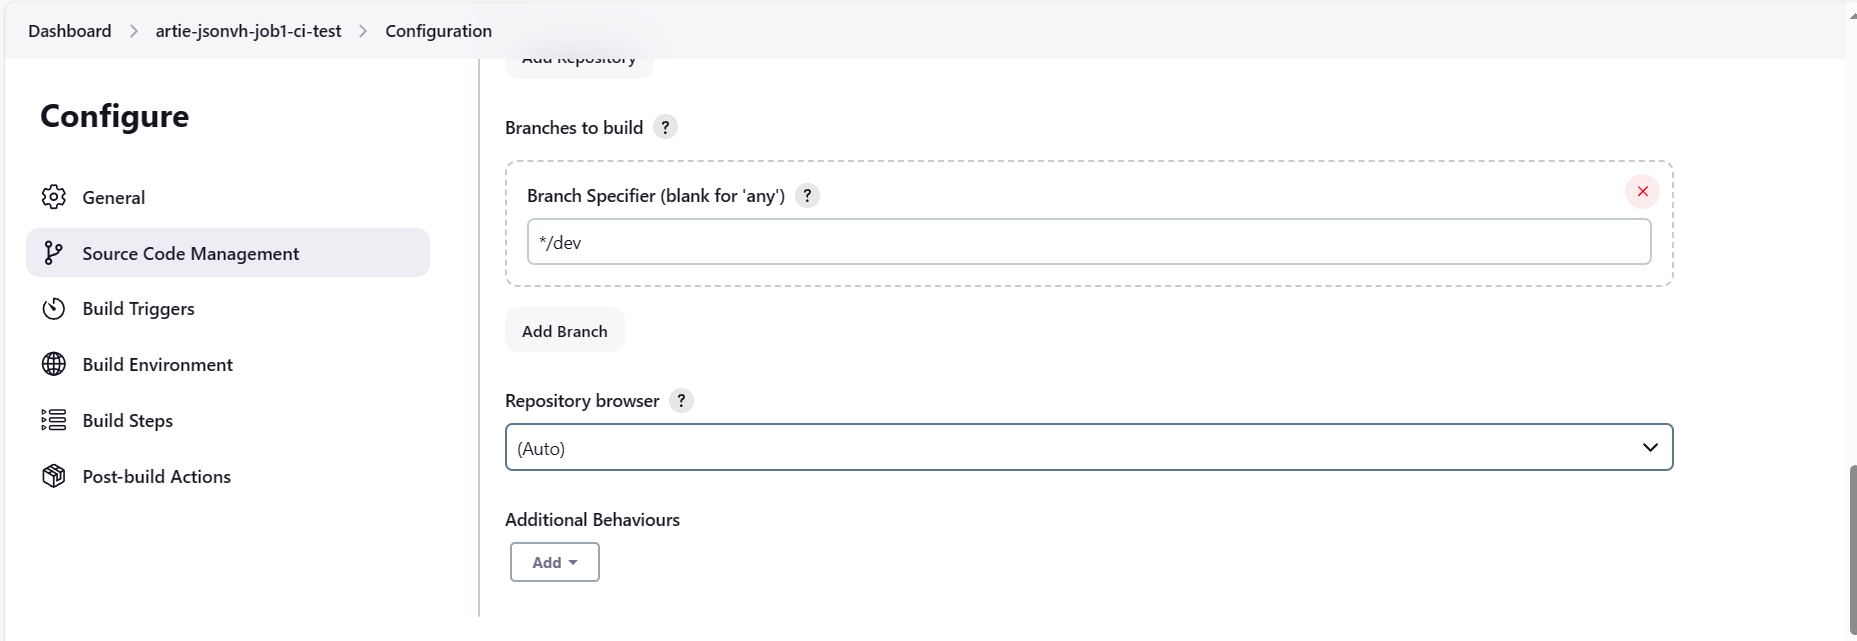 Dashboard > artie-jsonvh-job1-ci-test > Configuration
Add Repository
Configure
General
Source Code Management
Build Triggers
Build Environment
Build Steps
Post-build Actions
Branches to build ?
Branch Specifier (blank for 'any') ?
*/dev
Add Branch
Repository browser ?
(Auto)
Additional Behaviours
Add